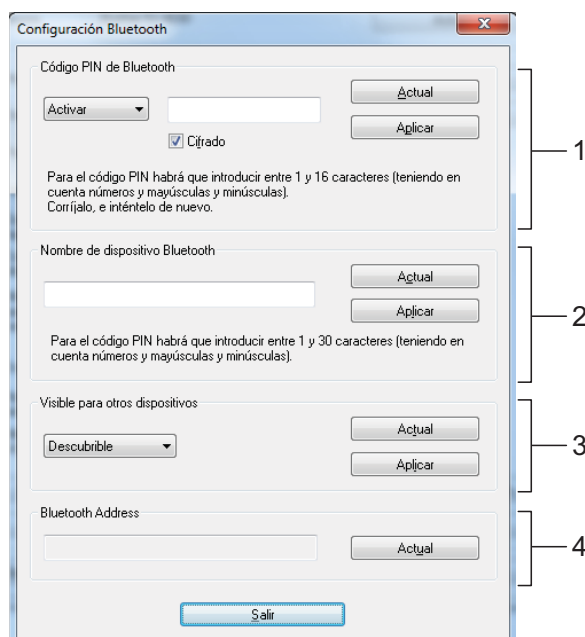 Configuración Bluetooth
Código PIN de Bluetooth
Activar
Actual
Aplicar
Cifrado
Para el código PIN habrá que introducir entre 1 y 16 caracteres (teniendo en
cuenta números y mayúsculas y minúsculas).
Corríjalo, e inténtelo de nuevo.
1
Nombre de dispositivo Bluetooth
Actual
Aplicar
Para el código PIN habrá que introducir entre 1 y 30 caracteres (teniendo en
cuenta números y mayúsculas y minúsculas).
2
Visible para otros dispositivos
Descubrible
Actual
Aplicar
3
Bluetooth Address
Actual
4
Salir